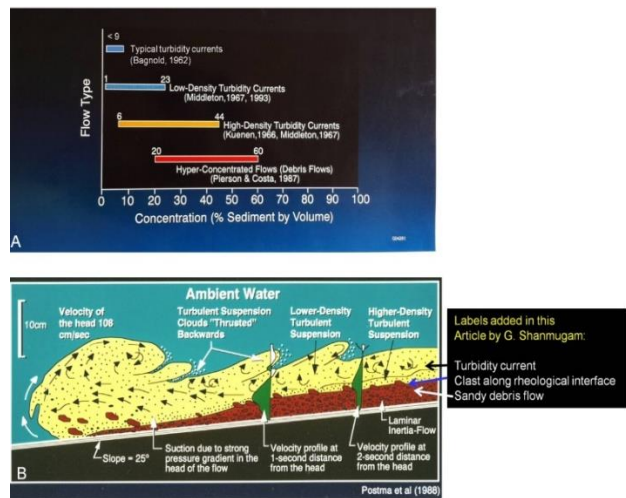 < 9
Typical turbidity currents
(Bagnold, 1962)
1 23
Low-Density Turbidity Currents
(Middleton,1967, 1993)
6 44
High-Density Turbidity Currents
(Kuenen,1966, Middleton,1967)
20 60
Hyper-Concentrated Flows (Debris Flows)
(Pierson & Costa, 1987)
Flow Type
0 10 20 30 40 50 60 70 80 90 100
Concentration (% Sediment by Volume)
A
Ambient Water
10cm
Velocity of
the head 108
cm/sec
Turbulent Suspension
Clouds "Thrusted"
Backwards
Lower-Density
Turbulent
Suspension
Higher-Density
Turbulent
Suspension
Labels added in this
Article by G. Shanmugam:
Turbidity current
Clast along rheological interface
Sandy debris flow
Laminar
Inertia-Flow
Slope = 25°
Suction due to strong
pressure gradient in the
head of the flow
Velocity profile at
1-second distance
from the head
Velocity profile at
2-second distance
from the head
B
Postma et al (1988)